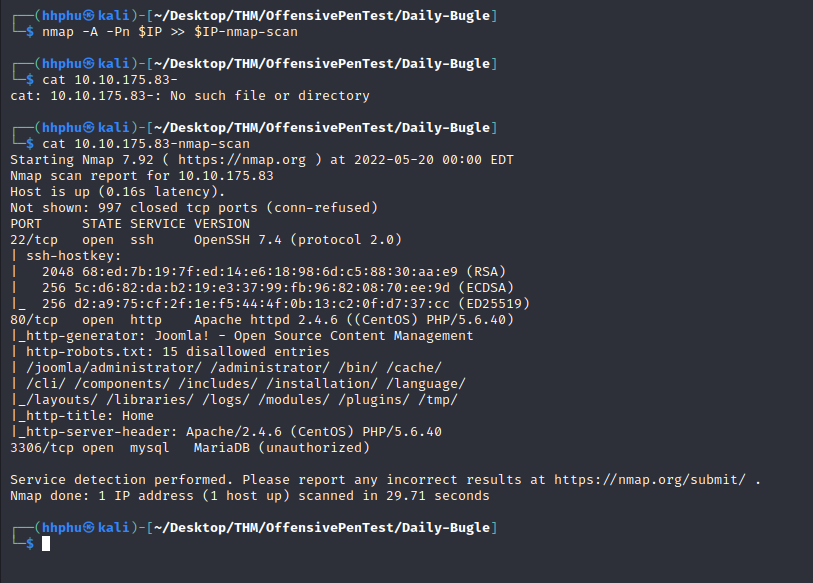 ┌──(hhphu㉿kali)-[~/Desktop/THM/OffensivePenTest/Daily-Bugle]
└─$ nmap -A -Pn $IP >> $IP-nmap-scan
┌──(hhphu㉿kali)-[~/Desktop/THM/OffensivePenTest/Daily-Bugle]
└─$ cat 10.10.175.83-
cat: 10.10.175.83-: No such file or directory
┌──(hhphu㉿kali)-[~/Desktop/THM/OffensivePenTest/Daily-Bugle]
└─$ cat 10.10.175.83-nmap-scan
Starting Nmap 7.92 ( https://nmap.org ) at 2022-05-20 00:00 EDT
Nmap scan report for 10.10.175.83
Host is up (0.16s latency).
Not shown: 997 closed tcp ports (conn-refused)
PORT     STATE SERVICE VERSION
22/tcp   open  ssh     OpenSSH 7.4 (protocol 2.0)
| ssh-hostkey:
|   2048 68:ed:7b:19:7f:ed:14:e6:18:98:6d:c5:88:30:aa:e9 (RSA)
|   256 5c:d6:82:da:b2:19:e3:37:99:fb:96:82:08:70:ee:9d (ECDSA)
|_  256 d2:a9:75:cf:2f:1e:f5:44:4f:0b:13:c2:0f:d7:37:cc (ED25519)
80/tcp   open  http    Apache httpd 2.4.6 ((CentOS) PHP/5.6.40)
|_http-generator: Joomla! - Open Source Content Management
| http-robots.txt: 15 disallowed entries
| /joomla/administrator/ /administrator/ /bin/ /cache/
| /cli/ /components/ /includes/ /installation/ /language/
|_/layouts/ /libraries/ /logs/ /modules/ /plugins/ /tmp/
|_http-title: Home
|_http-server-header: Apache/2.4.6 (CentOS) PHP/5.6.40
3306/tcp open  mysql   MariaDB (unauthorized)
Service detection performed. Please report any incorrect results at https://nmap.org/submit/ .
Nmap done: 1 IP address (1 host up) scanned in 29.71 seconds
┌──(hhphu㉿kali)-[~/Desktop/THM/OffensivePenTest/Daily-Bugle]
└─$